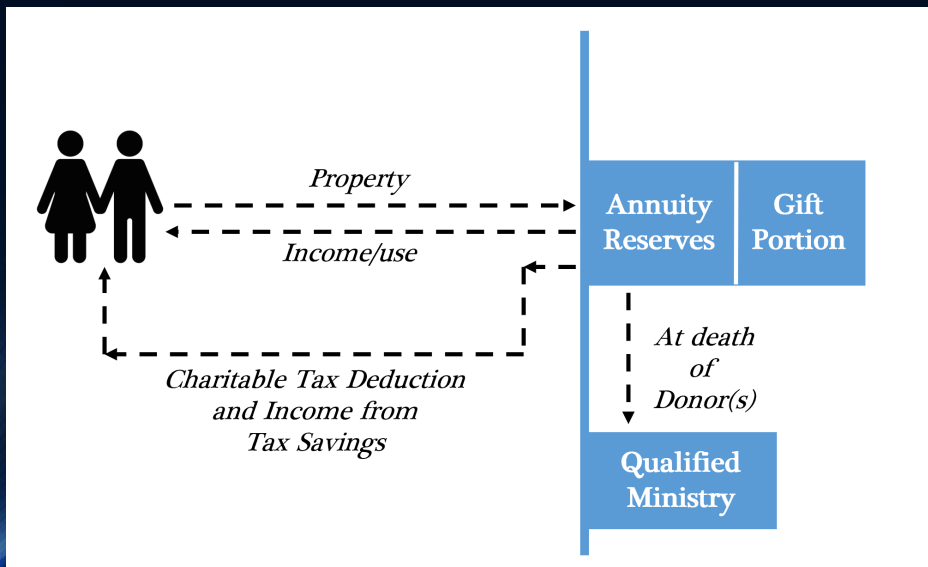 Property
Income/use
Annuity
Reserves
Gift
Portion
Charitable Tax Deduction
and Income from
Tax Savings
At death
of
Donor(s)
Qualified
Ministry